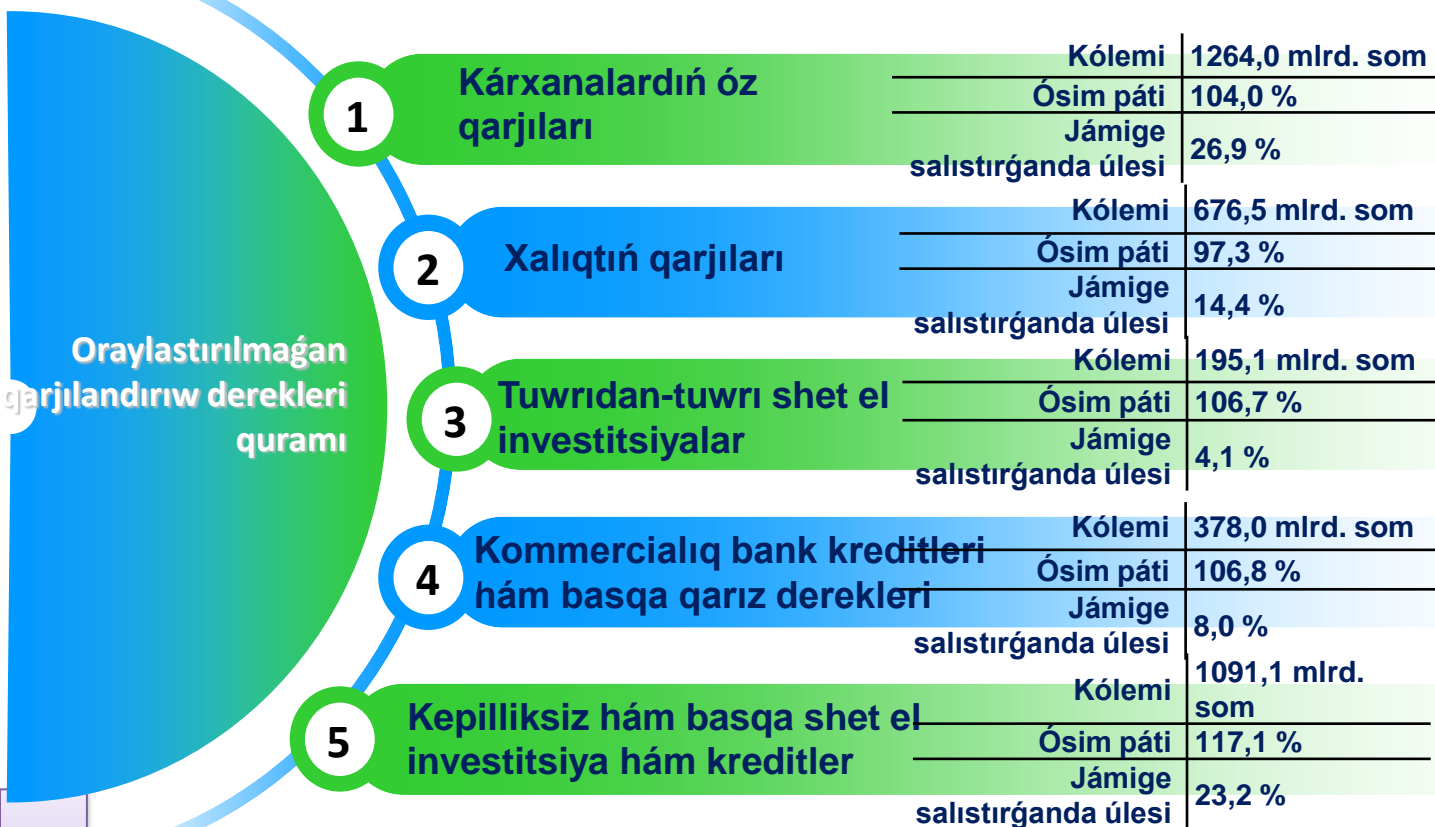 Oraylastırılmaǵan
qarjılandırıw derekleri
quramı
1
Kárxanalardıń óz
qarjıları
Kólemi 1264,0 mlrd. som
Ósim páti 104,0 %
Jámige
salıstırǵanda úlesi 26,9 %
2
Xalıqtıń qarjıları
Kólemi 676,5 mlrd. som
Ósim páti 97,3 %
Jámige
salıstırǵanda úlesi 14,4 %
3
Tuwrıdan-tuwrı shet el
investitsiyalar
Kólemi 195,1 mlrd. som
Ósim páti 106,7 %
Jámige
salıstırǵanda úlesi 4,1 %
4
Kommercialıq bank kreditleri
hám basqa qarız derekleri
Kólemi 378,0 mlrd. som
Ósim páti 106,8 %
Jámige
salıstırǵanda úlesi 8,0 %
5
Kepilliksiz hám basqa shet el
investitsiya hám kreditler
Kólemi 1091,1 mlrd.
som
Ósim páti 117,1 %
Jámige
salıstırǵanda úlesi 23,2 %